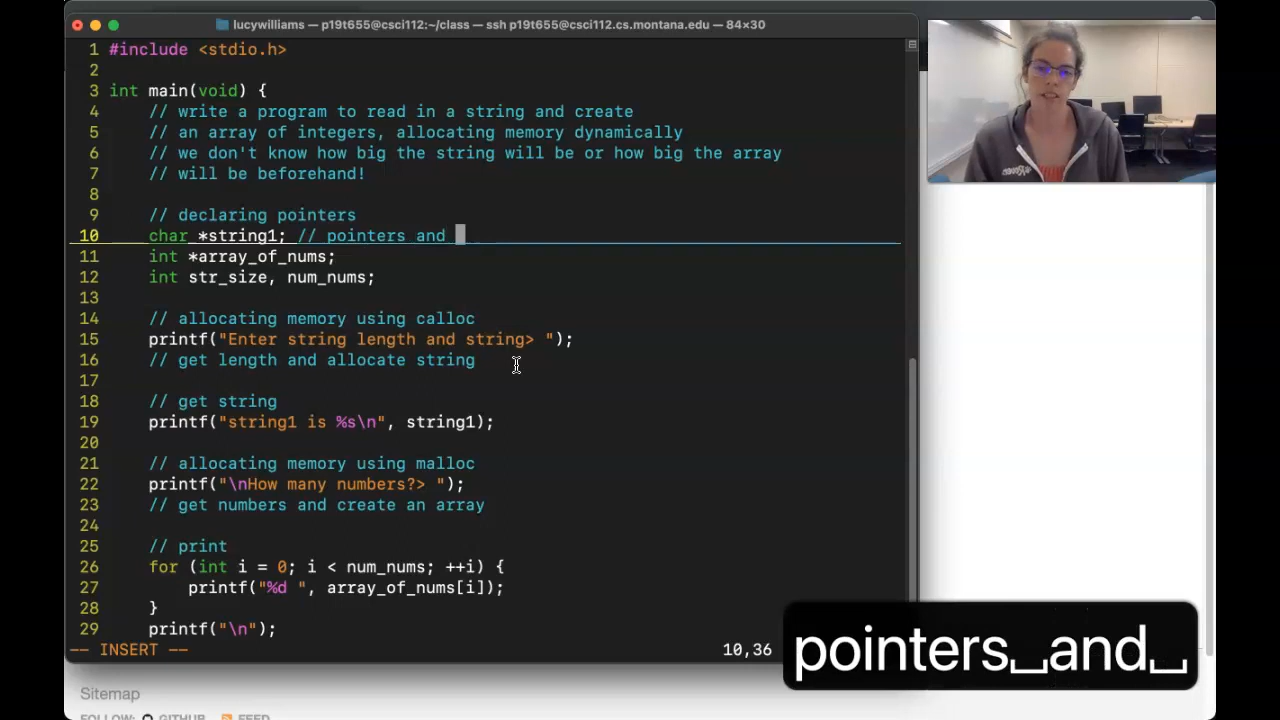 lucywilliams — p19t655@csci112:~/class — ssh p19t655@csci112.cs.montana.edu — 84×30
1 #include <stdio.h>
2
3 int main(void) {
4 // write a program to read in a string and create
5 // an array of integers, allocating memory dynamically
6 // we don't know how big the string will be or how big the array
7 // will be beforehand!
8
9 // declaring pointers
10 char *string1; // pointers and
11 int *array_of_nums;
12 int str_size, num_nums;
13
14 // allocating memory using calloc
15 printf("Enter string length and string> ");
16 // get length and allocate string
17
18 // get string
19 printf("string1 is %s\n", string1);
20
21 // allocating memory using malloc
22 printf("\nHow many numbers?> ");
23 // get numbers and create an array
24
25 // print
26 for (int i = 0; i < num_nums; ++i) {
27 printf("%d ", array_of_nums[i]);
28 }
29 printf("\n");
-- INSERT -- 10,36
pointers␣and␣
Sitemap
FOLLOW: GITHUB FEED